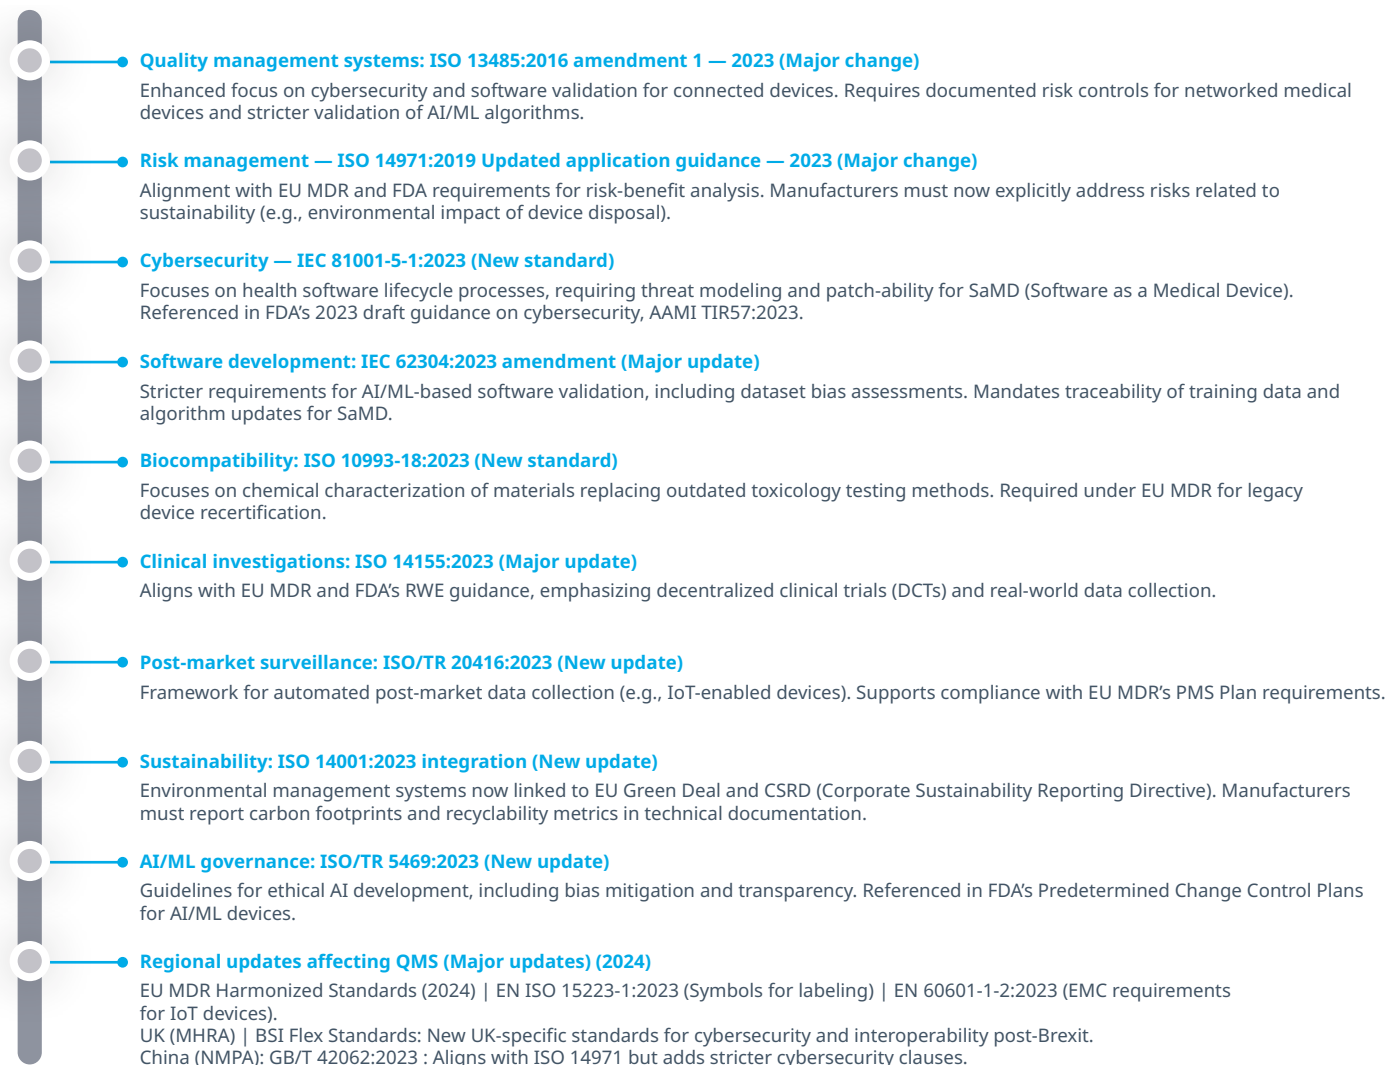 Quality management systems: ISO 13485:2016 amendment 1 — 2023 (Major change)
Enhanced focus on cybersecurity and software validation for connected devices. Requires documented risk controls for networked medical
devices and stricter validation of AI/ML algorithms.
Risk management — ISO 14971:2019 Updated application guidance — 2023 (Major change)
Alignment with EU MDR and FDA requirements for risk-benefit analysis. Manufacturers must now explicitly address risks related to
sustainability (e.g., environmental impact of device disposal).
Cybersecurity — IEC 81001-5-1:2023 (New standard)
Focuses on health software lifecycle processes, requiring threat modeling and patch-ability for SaMD (Software as a Medical Device).
Referenced in FDA’s 2023 draft guidance on cybersecurity, AAMI TIR57:2023.
Software development: IEC 62304:2023 amendment (Major update)
Stricter requirements for AI/ML-based software validation, including dataset bias assessments. Mandates traceability of training data and
algorithm updates for SaMD.
Biocompatibility: ISO 10993-18:2023 (New standard)
Focuses on chemical characterization of materials replacing outdated toxicology testing methods. Required under EU MDR for legacy
device recertification.
Clinical investigations: ISO 14155:2023 (Major update)
Aligns with EU MDR and FDA’s RWE guidance, emphasizing decentralized clinical trials (DCTs) and real-world data collection.
Post-market surveillance: ISO/TR 20416:2023 (New update)
Framework for automated post-market data collection (e.g., IoT-enabled devices). Supports compliance with EU MDR’s PMS Plan requirements.
Sustainability: ISO 14001:2023 integration (New update)
Environmental management systems now linked to EU Green Deal and CSRD (Corporate Sustainability Reporting Directive). Manufacturers
must report carbon footprints and recyclability metrics in technical documentation.
AI/ML governance: ISO/TR 5469:2023 (New update)
Guidelines for ethical AI development, including bias mitigation and transparency. Referenced in FDA’s Predetermined Change Control Plans
for AI/ML devices.
Regional updates affecting QMS (Major updates) (2024)
EU MDR Harmonized Standards (2024) | EN ISO 15223-1:2023 (Symbols for labeling) | EN 60601-1-2:2023 (EMC requirements
for IoT devices).
UK (MHRA) | BSI Flex Standards: New UK-specific standards for cybersecurity and interoperability post-Brexit.
China (NMPA): GB/T 42062:2023 : Aligns with ISO 14971 but adds stricter cybersecurity clauses.